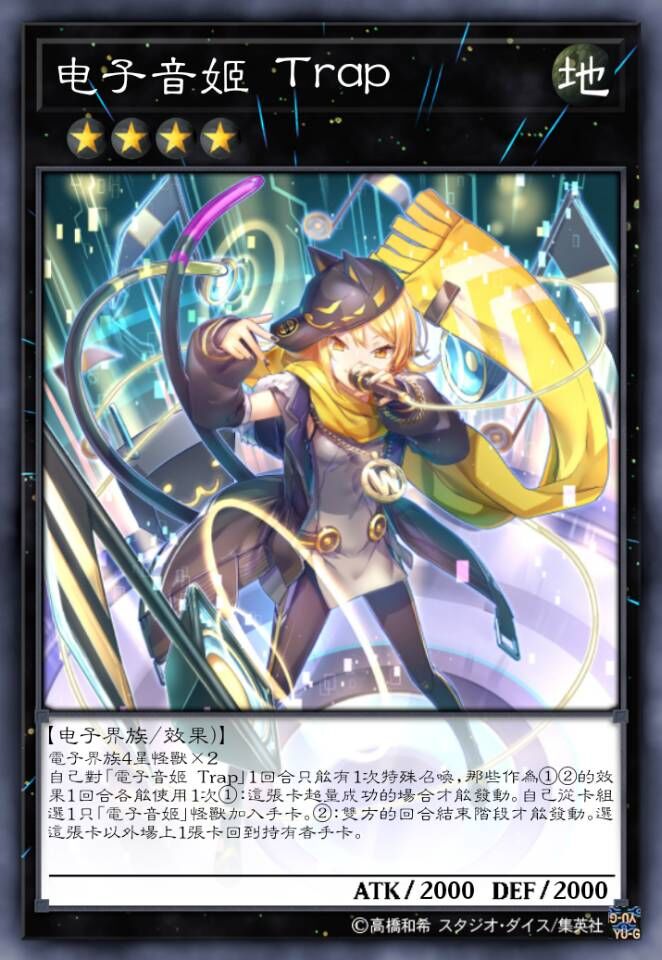 电子音姬 Trap
地
W
【电子界族/效果)】
電子界族4星怪獸×2
自己對「電子音姬 Trap」1回合只能有1次特殊召喚,那些作為①②的效
果1回合各能使用1次①:這張卡超量成功的場合才能發動。自己從卡組
選1只「電子音姬」怪獸加入手卡。②:雙方的回合結束階段才能發動。選
這張卡以外場上1張卡回到持有者手卡。
ATK/2000 DEF/2000
©高橋和希 スタジオ・ダイス/集英社